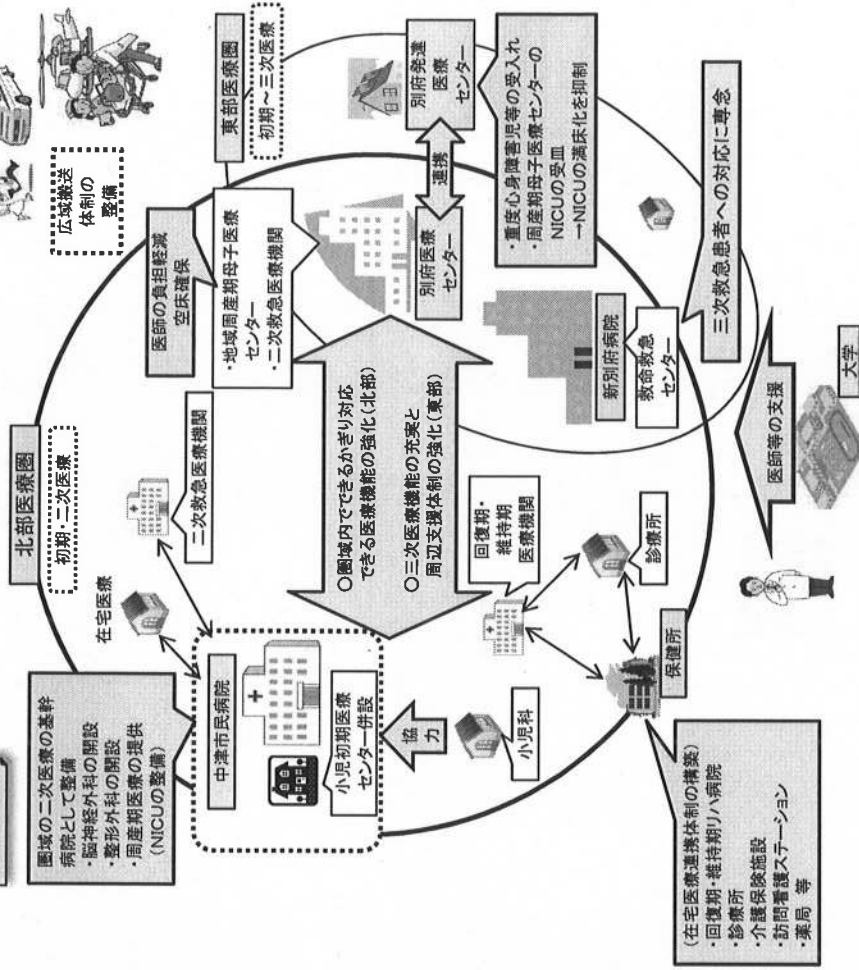 北部医療圏
初期・二次医療
広域搬送
体制の
整備
東部医療圏
初期～三次医療
圏域の二次医療の基幹
病院として整備
・脳神経外科の開設
・整形外科の開設
・周産期医療の提供
(NICUの整備)
在宅医療
二次救急医療機関
医師の負担軽減
空床確保
・地域周産期母子医療
センター
・二次救急医療機関
中津市民病院
小児初期医療
センター併設
協力
小児科
○圏域内でできるかぎり対応
できる医療機能の強化(北部)
○三次医療機能の充実と
周辺支援体制の強化(東部)
別府医療
センター
連携
別府発達
医療
センター
・重度心身障害児等の受入れ
・周産期母子医療センターの
NICUの受皿
→NICUの満床化を抑制
回復期・
維持期
医療機関
診療所
保健所
新別府病院
救命救急
センター
三次救急患者への対応に専念
(在宅医療連携体制の構築)
・回復期・維持期リハ病院
・診療所
・介護保険施設
・訪問看護ステーション
・薬局 等
医師等の支援
大学